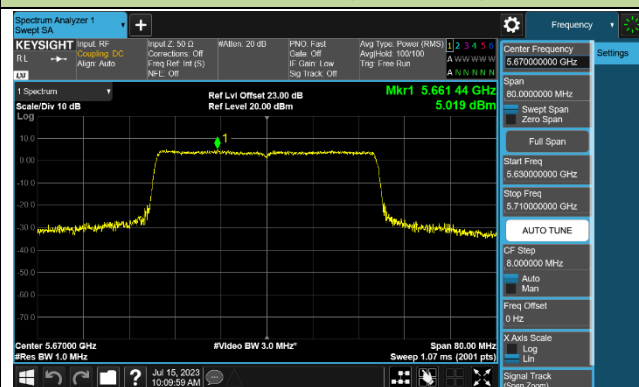 Spectrum Analyzer 1
Swept SA
+
Frequency
KEYSIGHT
RL
LXI
Input: RF
Coupling: DC
Align: Auto
Input Z: 50 Ω
Corrections: Off
Freq Ref: Int (S)
NFE: Off
#Atten: 20 dB
PNO: Fast
Gate: Off
IF Gain: Low
Sig Track: Off
Avg Type: Power (RMS)
Avg|Hold: 100/100
Trig: Free Run
1 2 3 4 5 6
A W W W W W
A N N N N N
Center Frequency
5.670000000 GHz
Settings
1 Spectrum
Scale/Div 10 dB
Ref Lvl Offset 23.00 dB
Ref Level 20.00 dBm
Mkr1 5.661 44 GHz
5.019 dBm
Span
80.0000000 MHz
Swept Span
Zero Span
Full Span
Start Freq
5.630000000 GHz
Stop Freq
5.710000000 GHz
AUTO TUNE
CF Step
8.000000 MHz
Auto
Man
Freq Offset
0 Hz
X Axis Scale
Log
Lin
Signal Track
(Span Zoom)
Log
1
10.0
0.00
-10.0
-20.0
-30.0
-40.0
-50.0
-60.0
-70.0
Center 5.67000 GHz
#Res BW 1.0 MHz
#Video BW 3.0 MHz*
Span 80.00 MHz
Sweep 1.07 ms (2001 pts)
?
Jul 15, 2023
10:09:59 AM